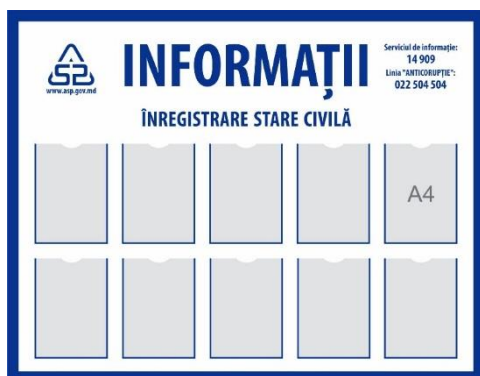 ASP
www.asp.gov.md
INFORMAȚII
Serviciul de informație:
14 909
Linia "ANTICORUPȚIE":
022 504 504
ÎNREGISTRARE STARE CIVILĂ
A4